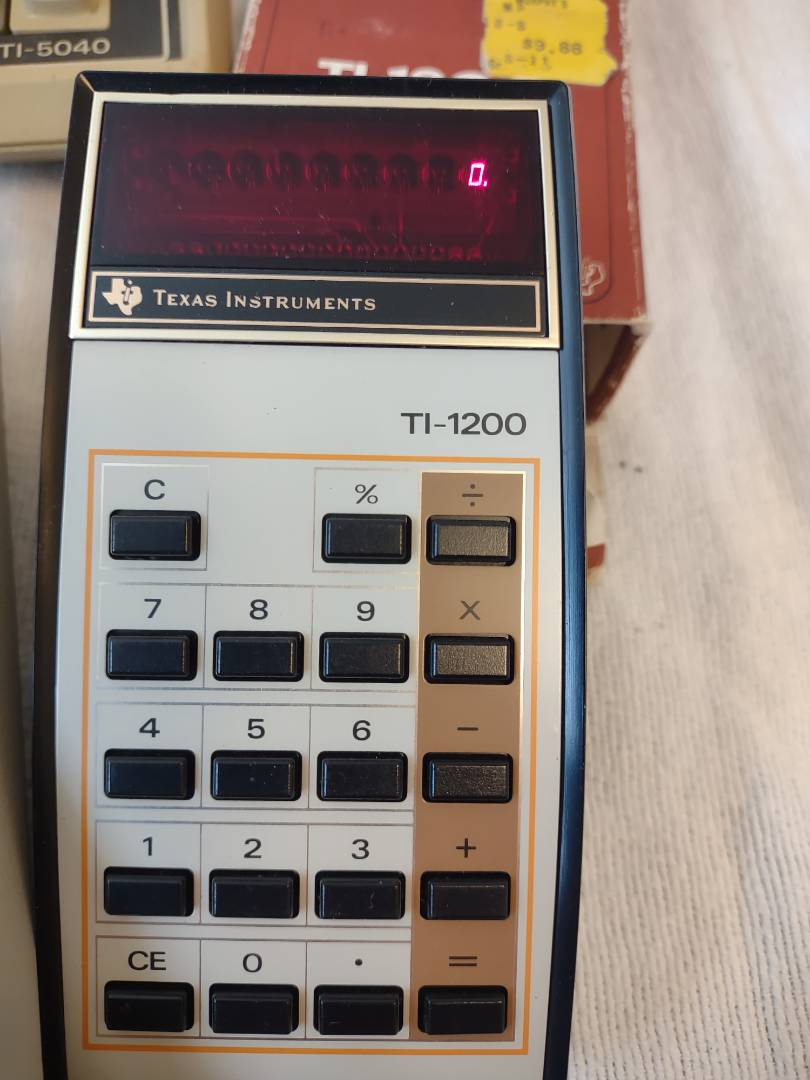 TI-5040
$9.88
0.
TEXAS INSTRUMENTS
TI-1200
C % ÷
7 8 9 X
4 5 6 −
1 2 3 +
CE 0 • =